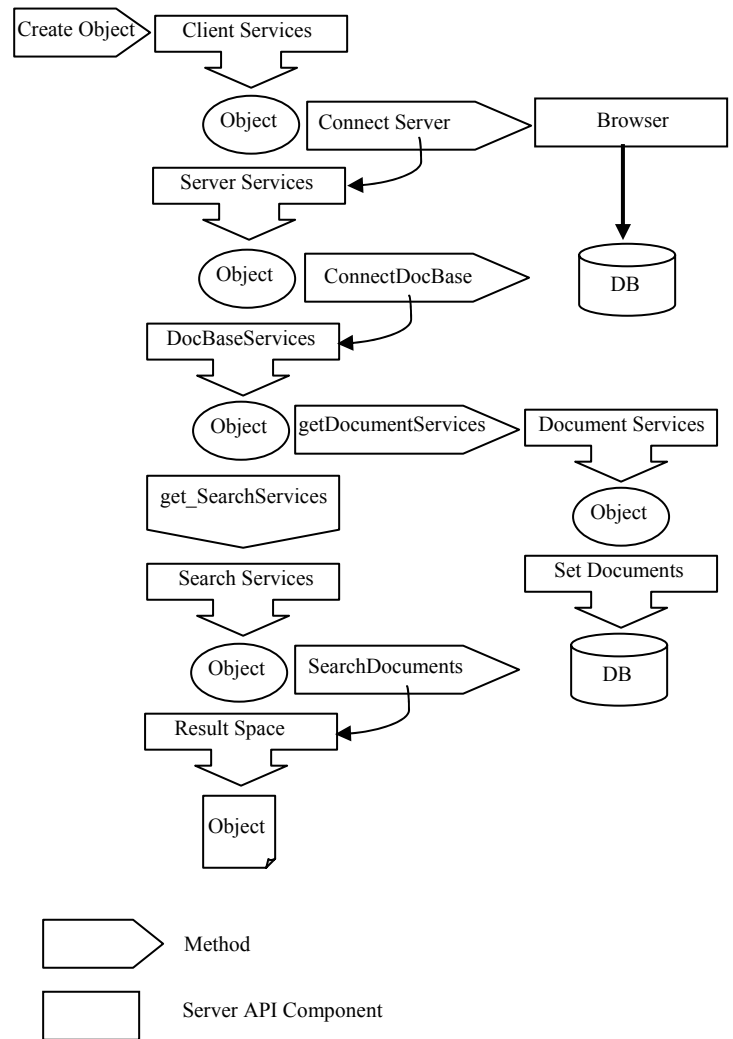 Create Object
Client Services
Object
Connect Server
Browser
Server Services
Object
ConnectDocBase
DB
DocBaseServices
Object
getDocumentServices
Document Services
get_SearchServices
Object
Search Services
Set Documents
Object
SearchDocuments
DB
Result Space
Object
Method
Server API Component